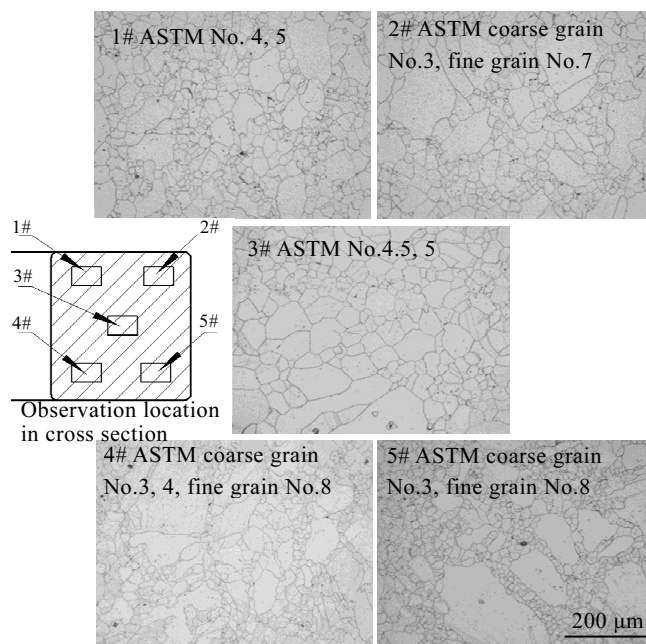 1# ASTM No. 4, 5
2# ASTM coarse grain
No.3, fine grain No.7
1#
2#
3#
4#
5#
Observation location
in cross section
3# ASTM No.4.5, 5
4# ASTM coarse grain
No.3, 4, fine grain No.8
5# ASTM coarse grain
No.3, fine grain No.8
200 μm